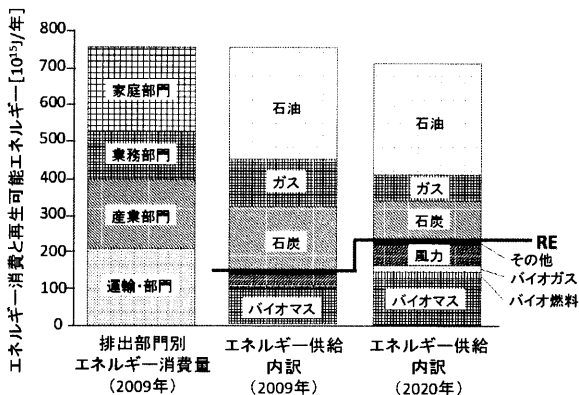 エネルギー消費と再生可能エネルギー[10¹⁵J/年]
800
700
600
500
400
300
200
100
0
家庭部門
業務部門
産業部門
運輸・部門
石油
ガス
石炭
バイオマス
石油
ガス
石炭
風力
バイオマス
RE
その他
バイオガス
バイオ燃料
排出部門別
エネルギー消費量
(2009年)
エネルギー供給
内訳
(2009年)
エネルギー供給
内訳
(2020年)